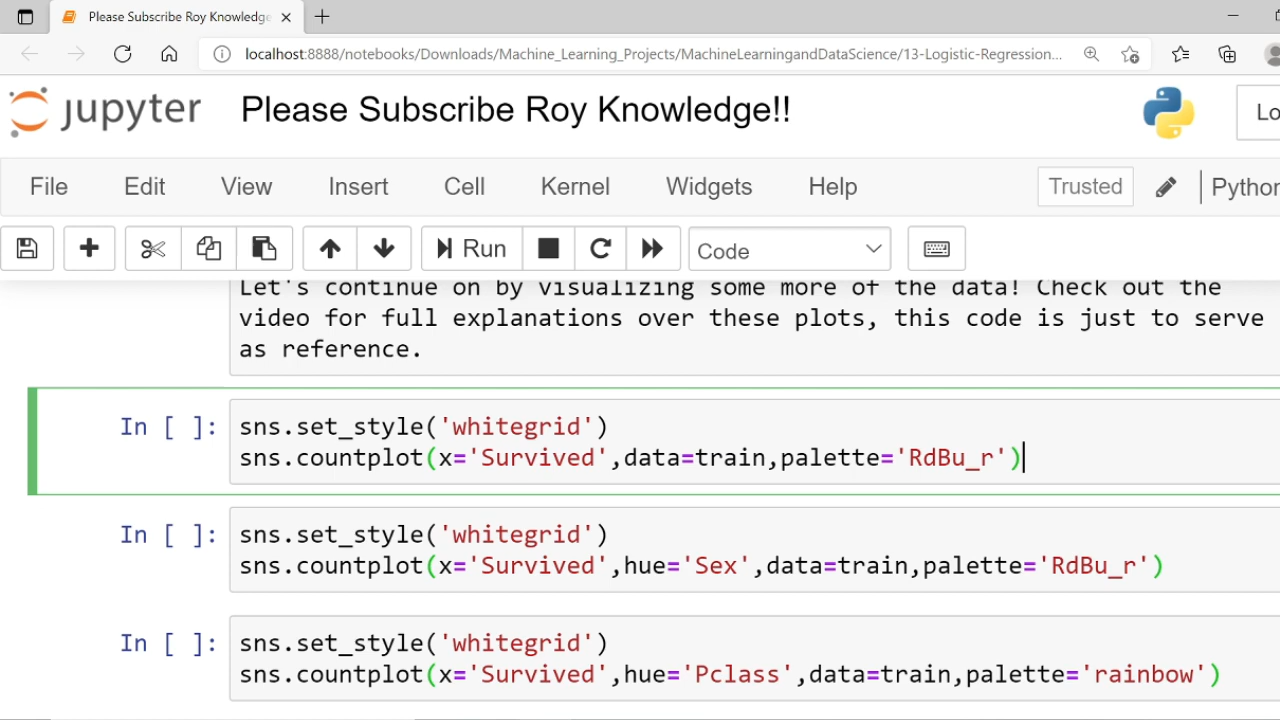 Please Subscribe Roy Knowledge
localhost:8888/notebooks/Downloads/Machine_Learning_Projects/MachineLearningandDataScience/13-Logistic-Regression...
jupyter Please Subscribe Roy Knowledge!!
Lo
File Edit View Insert Cell Kernel Widgets Help Trusted Python
Run Code
Let's continue on by visualizing some more of the data! Check out the
video for full explanations over these plots, this code is just to serve
as reference.
In [ ]: sns.set_style('whitegrid')
sns.countplot(x='Survived',data=train,palette='RdBu_r')
In [ ]: sns.set_style('whitegrid')
sns.countplot(x='Survived',hue='Sex',data=train,palette='RdBu_r')
In [ ]: sns.set_style('whitegrid')
sns.countplot(x='Survived',hue='Pclass',data=train,palette='rainbow')